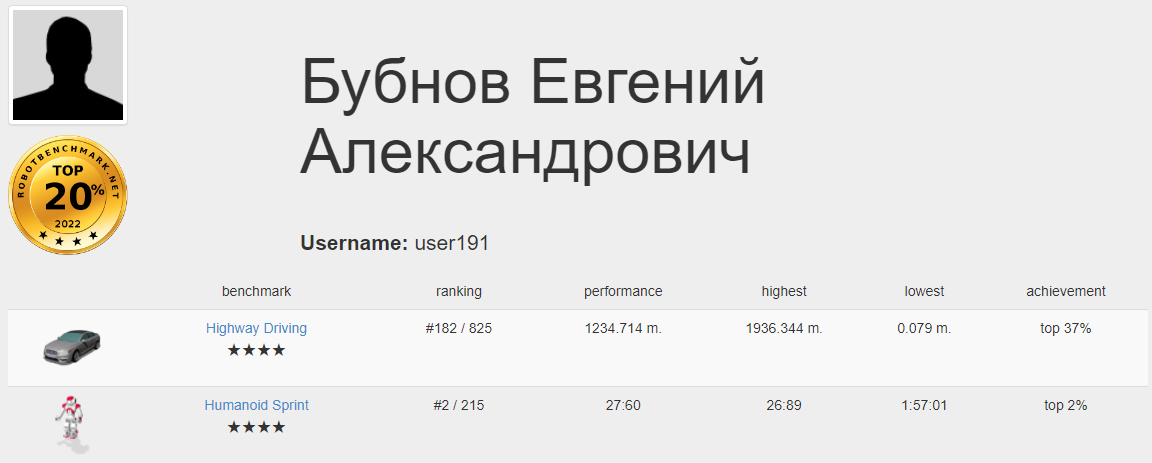 Бубнов Евгений
Александрович
ROBOTBENCHMARK.NET
TOP
20%
2022
★ ★ ★ ★
Username: user191
benchmark ranking performance highest lowest achievement
Highway Driving #182 / 825 1234.714 m. 1936.344 m. 0.079 m. top 37%
★★★★
Humanoid Sprint #2 / 215 27:60 26:89 1:57:01 top 2%
★★★★